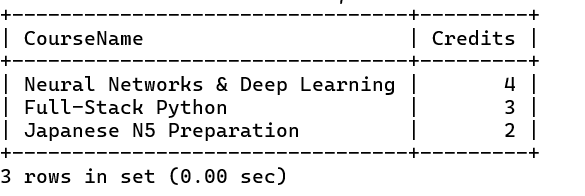 +--------------------------------+---------+
| CourseName                     | Credits |
+--------------------------------+---------+
| Neural Networks & Deep Learning |       4 |
| Full-Stack Python              |       3 |
| Japanese N5 Preparation        |       2 |
+--------------------------------+---------+
3 rows in set (0.00 sec)